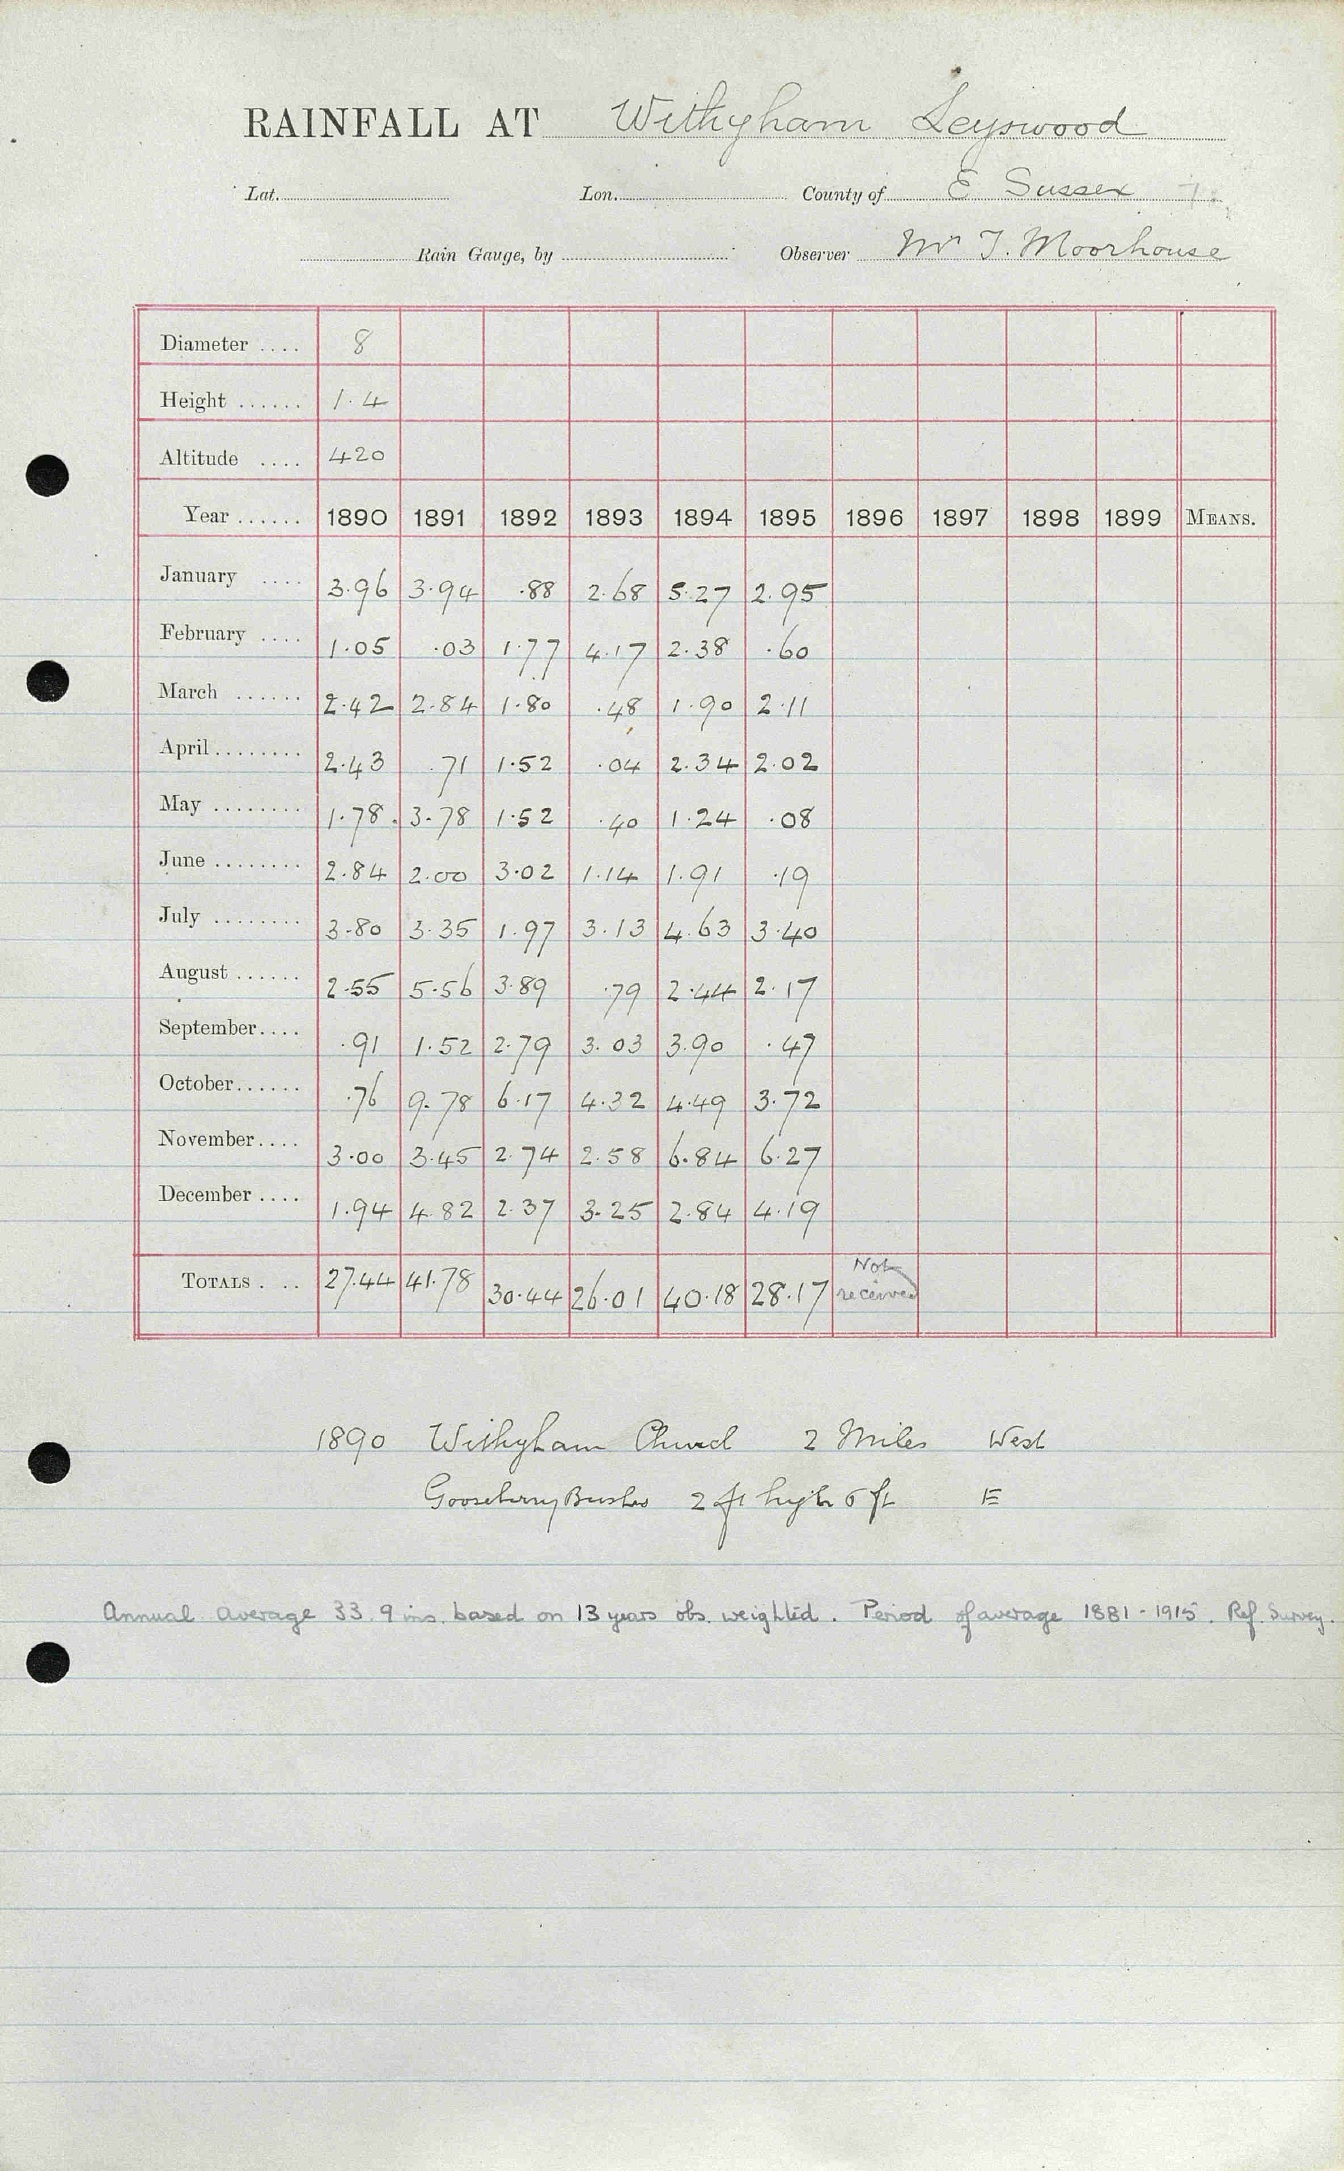 RAINFALL AT Withyham Leyswood
Lat. Lon. County of E Sussex
Rain Gauge, by Observer Mr T. Moorhouse
Diameter .... 8
Height ...... 1.4
Altitude .... 420
Year ...... 1890 1891 1892 1893 1894 1895 1896 1897 1898 1899 MEANS.
January .... 3.96 3.94 .88 2.68 5.27 2.95
February .... 1.05 .03 1.77 4.17 2.38 .60
March ...... 2.42 2.84 1.80 .48 1.90 2.11
April ........ 2.43 .71 1.52 .04 2.34 2.02
May ........ 1.78 3.78 1.52 .40 1.24 .08
June ........ 2.84 2.00 3.02 1.14 1.91 .19
July ........ 3.80 3.35 1.97 3.13 4.63 3.40
August ...... 2.55 5.56 3.89 .79 2.44 2.17
September .... .91 1.52 2.79 3.03 3.90 .47
October ...... .76 9.78 6.17 4.32 4.49 3.72
November .... 3.00 3.45 2.74 2.58 6.84 6.27
December .... 1.94 4.82 2.37 3.25 2.84 4.19
TOTALS . .. 27.44 41.78 30.44 26.01 40.18 28.17 Not received
1890 Withyham Church 2 Miles West
Gooseberry Bushes 2 ft high 6 ft E
Annual average 33.9 ins. based on 13 years obs. weighted. Period of average 1881-1915. Ref. Survey.